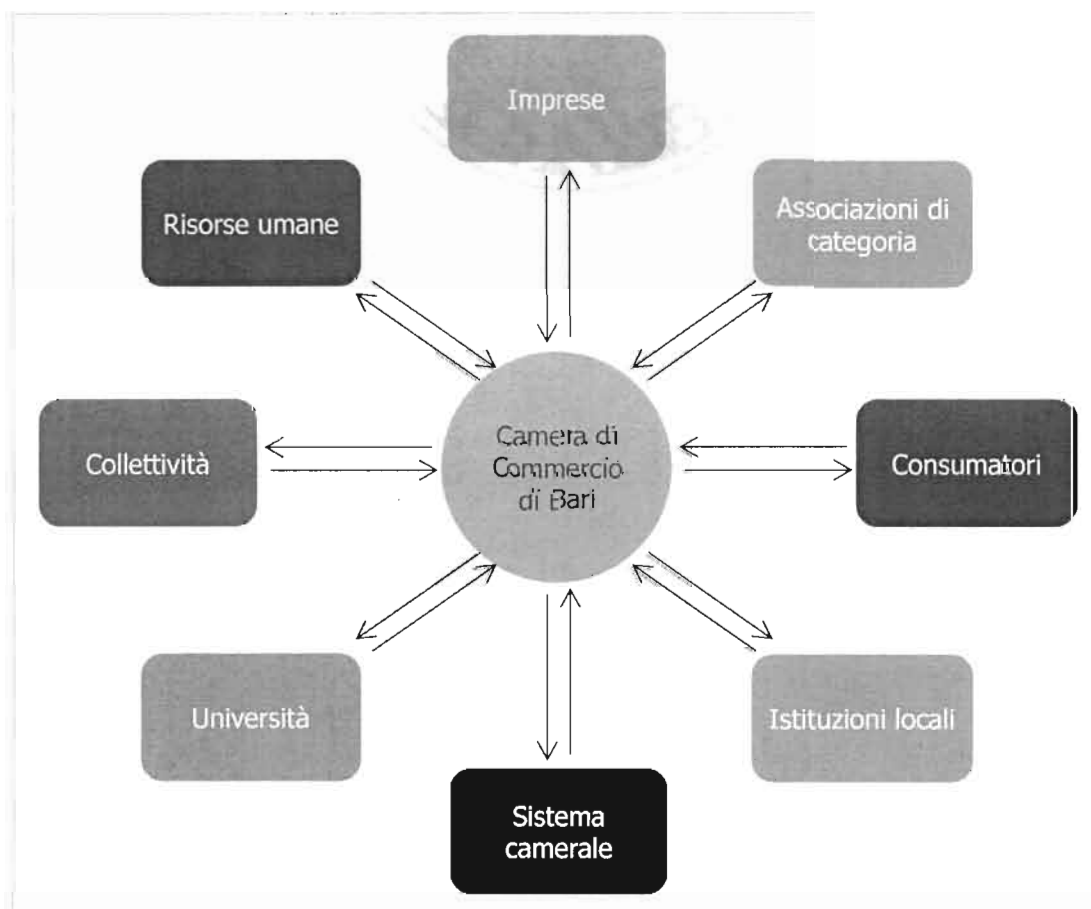 Imprese
Risorse umane
Associazioni di
categoria
Collettività
Camera di
Commercio
di Bari
Consumatori
Università
Istituzioni locali
Sistema
camerale